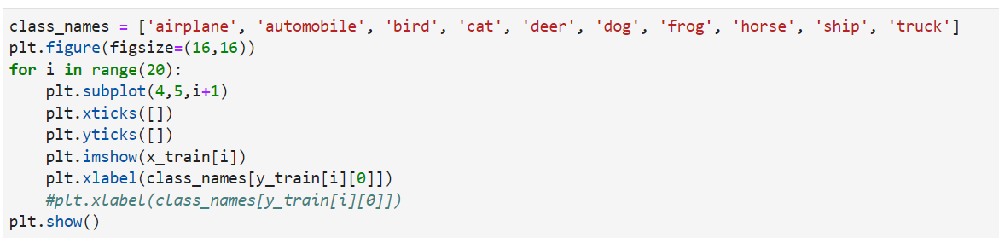 class_names = ['airplane', 'automobile', 'bird', 'cat', 'deer', 'dog', 'frog', 'horse', 'ship', 'truck']
plt.figure(figsize=(16,16))
for i in range(20):
    plt.subplot(4,5,i+1)
    plt.xticks([])
    plt.yticks([])
    plt.imshow(x_train[i])
    plt.xlabel(class_names[y_train[i][0]])
    #plt.xlabel(class_names[y_train[i][0]])
plt.show()